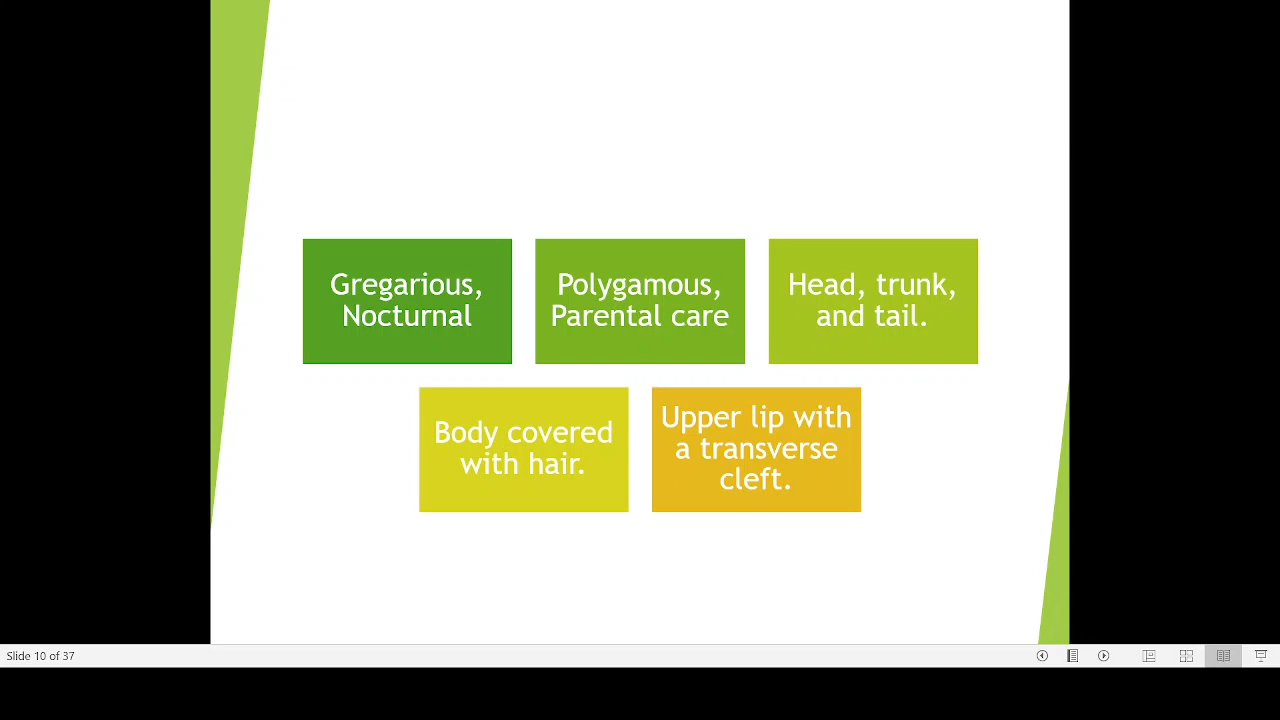 Gregarious,
Nocturnal
Polygamous,
Parental care
Head, trunk,
and tail.
Body covered
with hair.
Upper lip with
a transverse
cleft.
Slide 10 of 37